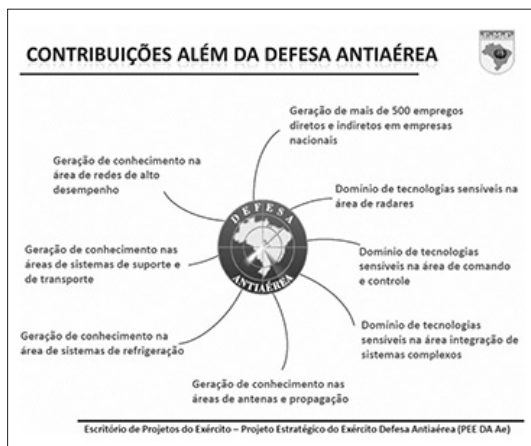 CONTRIBUIÇÕES ALÉM DA DEFESA ANTIAÉREA
Geração de mais de 500 empregos
diretos e indiretos em empresas
nacionais
Geração de conhecimento na
área de redes de alto
desempenho
Domínio de tecnologias sensíveis na
área de radares
DEFESA
ANTIAÉREA
Geração de conhecimento nas
áreas de sistemas de suporte e
de transporte
Domínio de tecnologias
sensíveis na área de comando
e controle
Geração de conhecimento na
área de sistemas de refrigeração
Domínio de tecnologias
sensíveis na área integração de
sistemas complexos
Geração de conhecimento nas
áreas de antenas e propagação
Escritório de Projetos do Exército – Projeto Estratégico do Exército Defesa Antiaérea (PEE DA Ae)